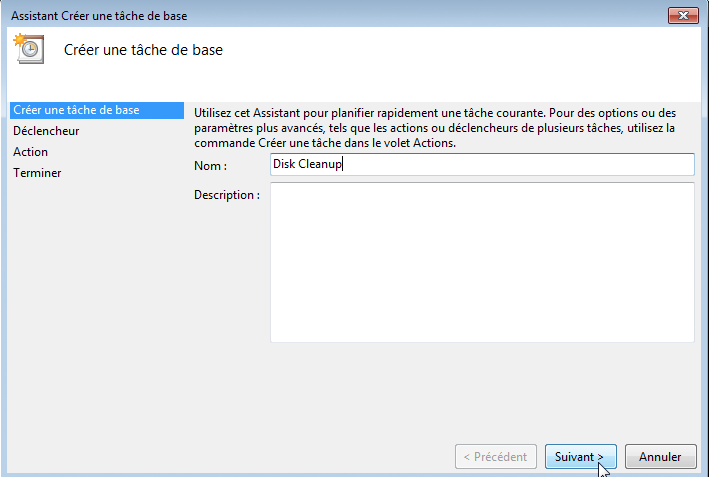 Assistant Créer une tâche de base
Créer une tâche de base
Créer une tâche de base
Déclencheur
Action
Terminer
Utilisez cet Assistant pour planifier rapidement une tâche courante. Pour des options ou des
paramètres plus avancés, tels que les actions ou déclencheurs de plusieurs tâches, utilisez la
commande Créer une tâche dans le volet Actions.
Nom : Disk Cleanup
Description :
< Précédent Suivant > Annuler